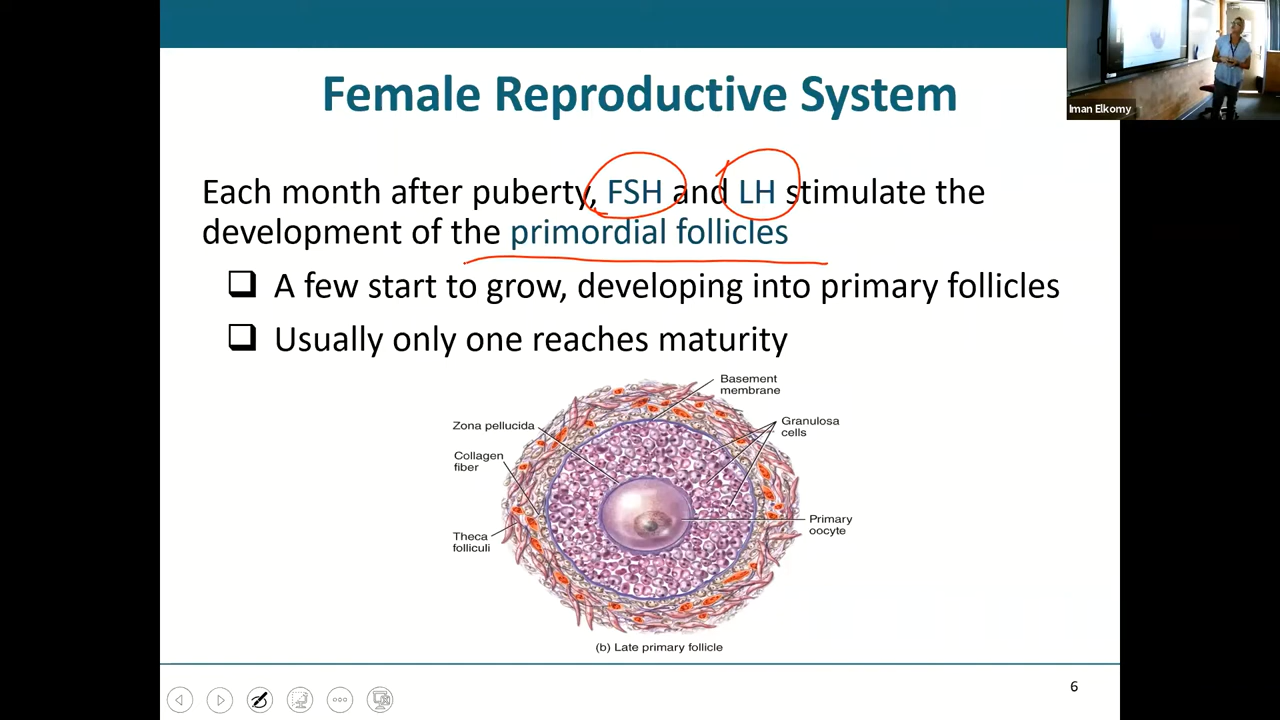 Iman Elkomy
Female Reproductive System
Each month after puberty, FSH and LH stimulate the
development of the primordial follicles
A few start to grow, developing into primary follicles
Usually only one reaches maturity
Basement
membrane
Zona pellucida
Granulosa
cells
Collagen
fiber
Primary
oocyte
Theca
folliculi
(b) Late primary follicle
6